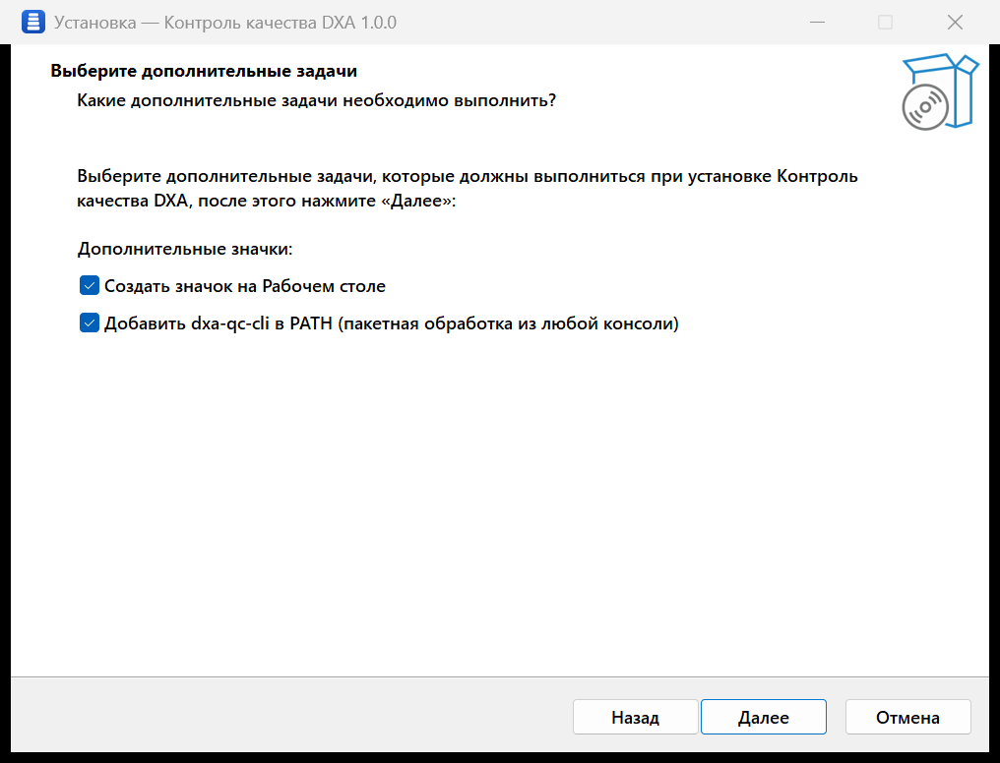 Установка — Контроль качества DXA 1.0.0
Выберите дополнительные задачи
Какие дополнительные задачи необходимо выполнить?
Выберите дополнительные задачи, которые должны выполниться при установке Контроль
качества DXA, после этого нажмите «Далее»:
Дополнительные значки:
Создать значок на Рабочем столе
Добавить dxa-qc-cli в PATH (пакетная обработка из любой консоли)
Назад
Далее
Отмена